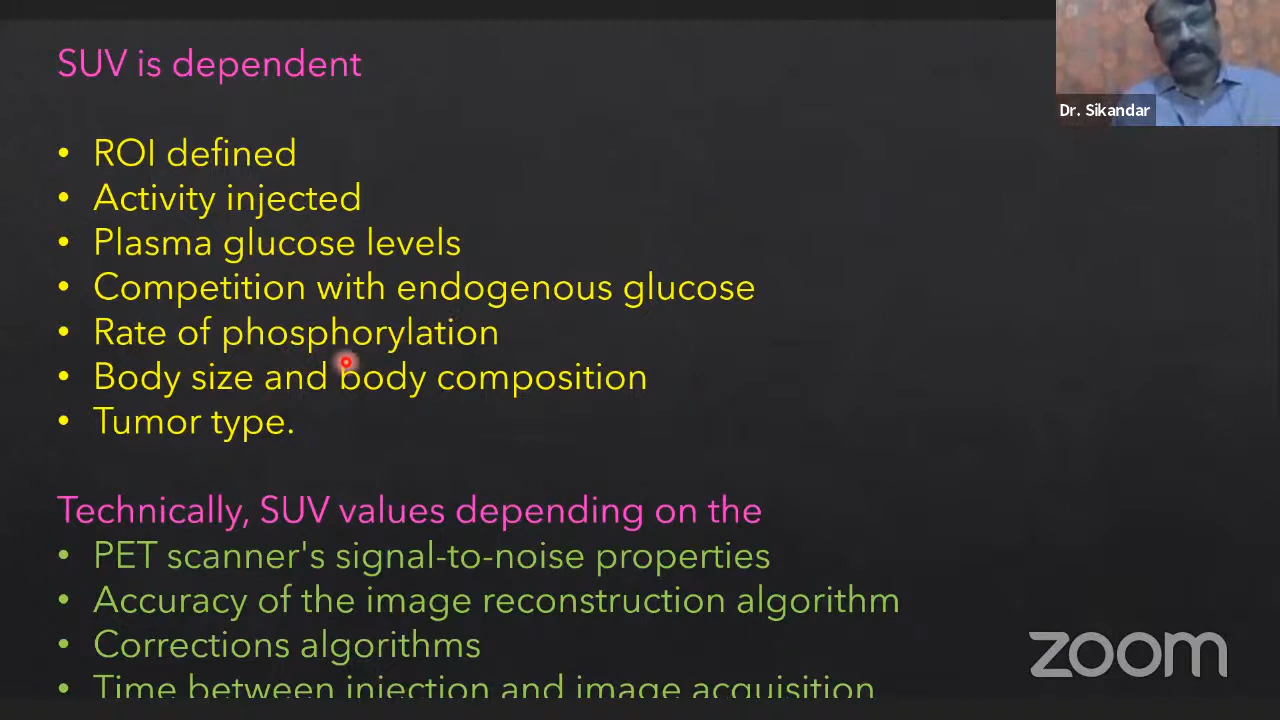 SUV is dependent
Dr. Sikandar
• ROI defined
• Activity injected
• Plasma glucose levels
• Competition with endogenous glucose
• Rate of phosphorylation
• Body size and body composition
• Tumor type.
Technically, SUV values depending on the
• PET scanner's signal-to-noise properties
• Accuracy of the image reconstruction algorithm
• Corrections algorithms
• Time between injection and image acquisition
zoom